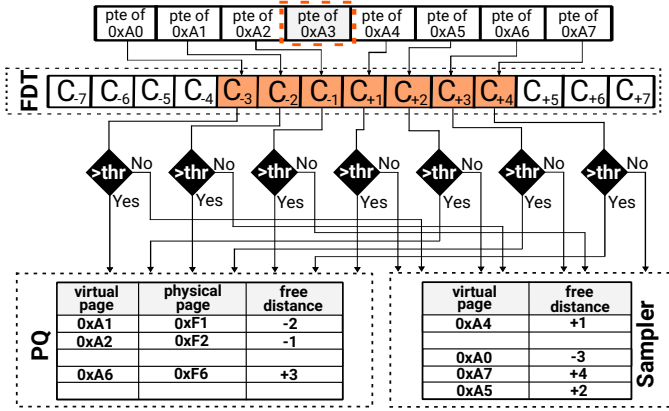 pte of 0xA0 pte of 0xA1 pte of 0xA2 pte of 0xA3 pte of 0xA4 pte of 0xA5 pte of 0xA6 pte of 0xA7
FDT
C-7 C-6 C-5 C-4 C-3 C-2 C-1 C+1 C+2 C+3 C+4 C+5 C+6 C+7
>thr No >thr No >thr No >thr No >thr No >thr No >thr No
Yes Yes Yes Yes Yes Yes Yes
PQ
virtual page physical page free distance
0xA1 0xF1 -2
0xA2 0xF2 -1
0xA6 0xF6 +3
Sampler
virtual page free distance
0xA4 +1
0xA0 -3
0xA7 +4
0xA5 +2